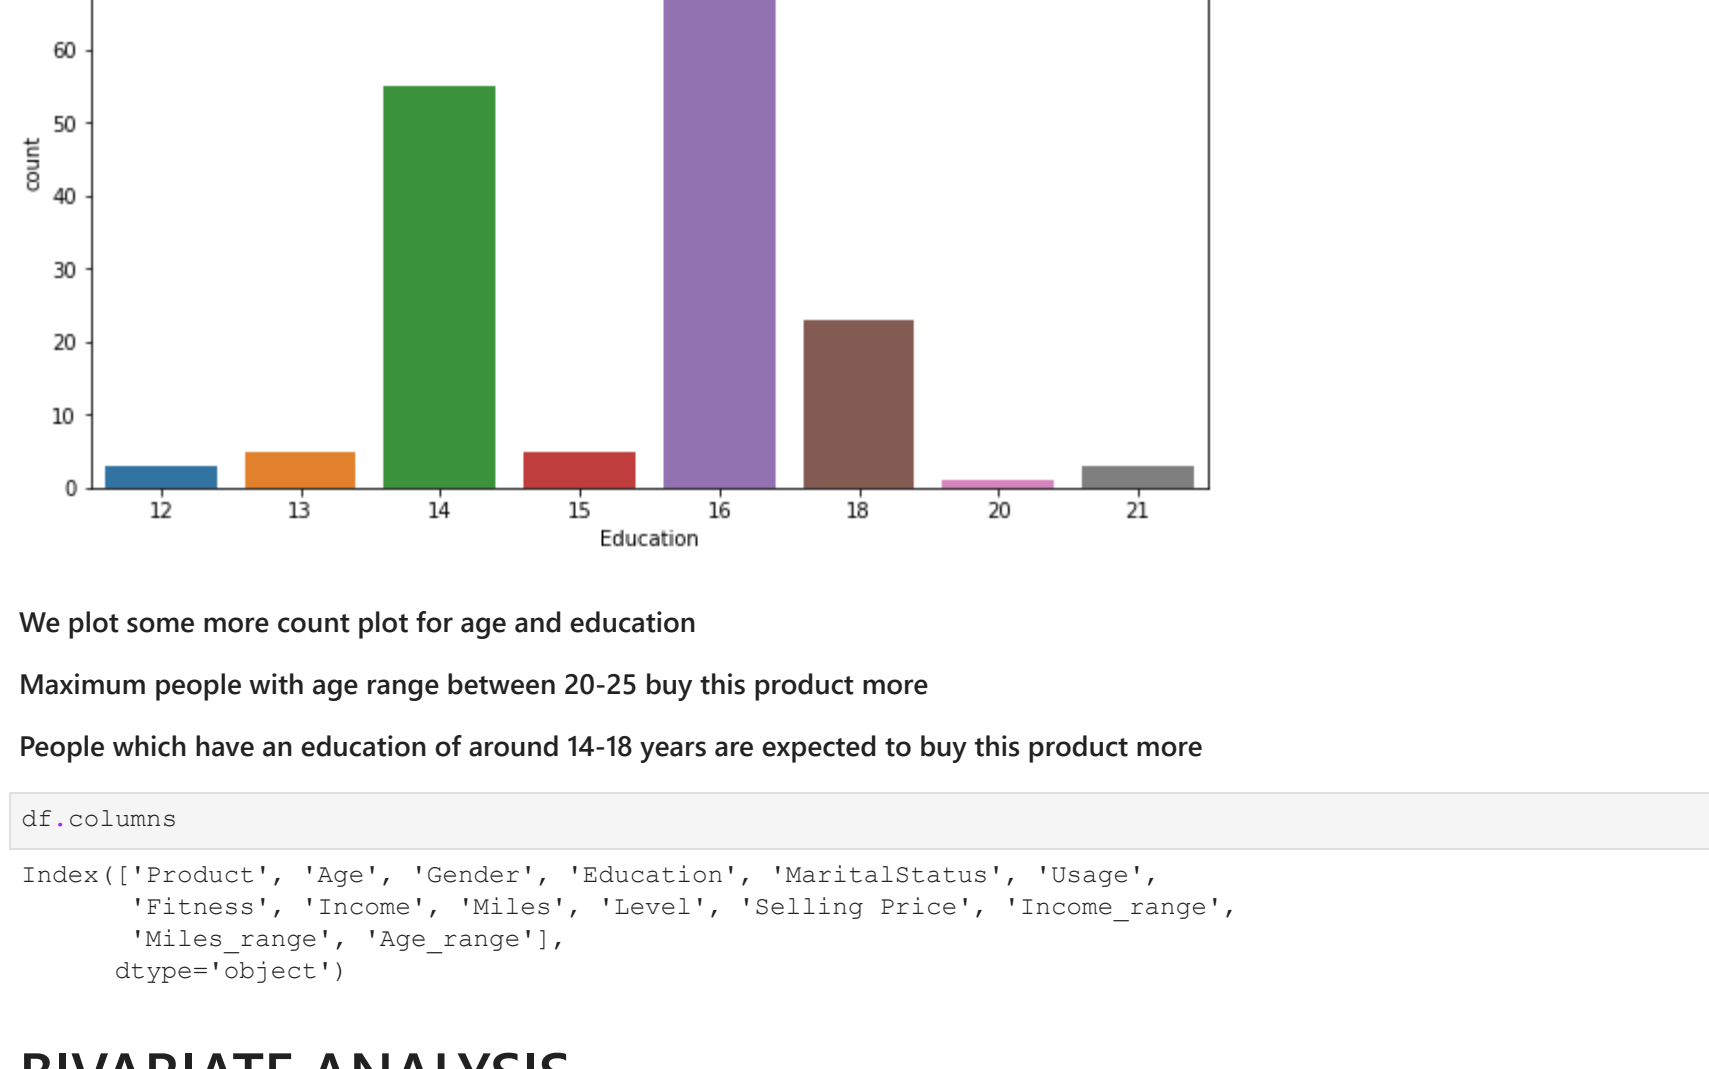 60
50
40
30
20
10
0
count
12 13 14 15 16 18 20 21
Education
We plot some more count plot for age and education
Maximum people with age range between 20-25 buy this product more
People which have an education of around 14-18 years are expected to buy this product more
df.columns
Index(['Product', 'Age', 'Gender', 'Education', 'MaritalStatus', 'Usage',
'Fitness', 'Income', 'Miles', 'Level', 'Selling Price', 'Income_range',
'Miles_range', 'Age_range'],
dtype='object')
BIVARIATE ANALYSIS